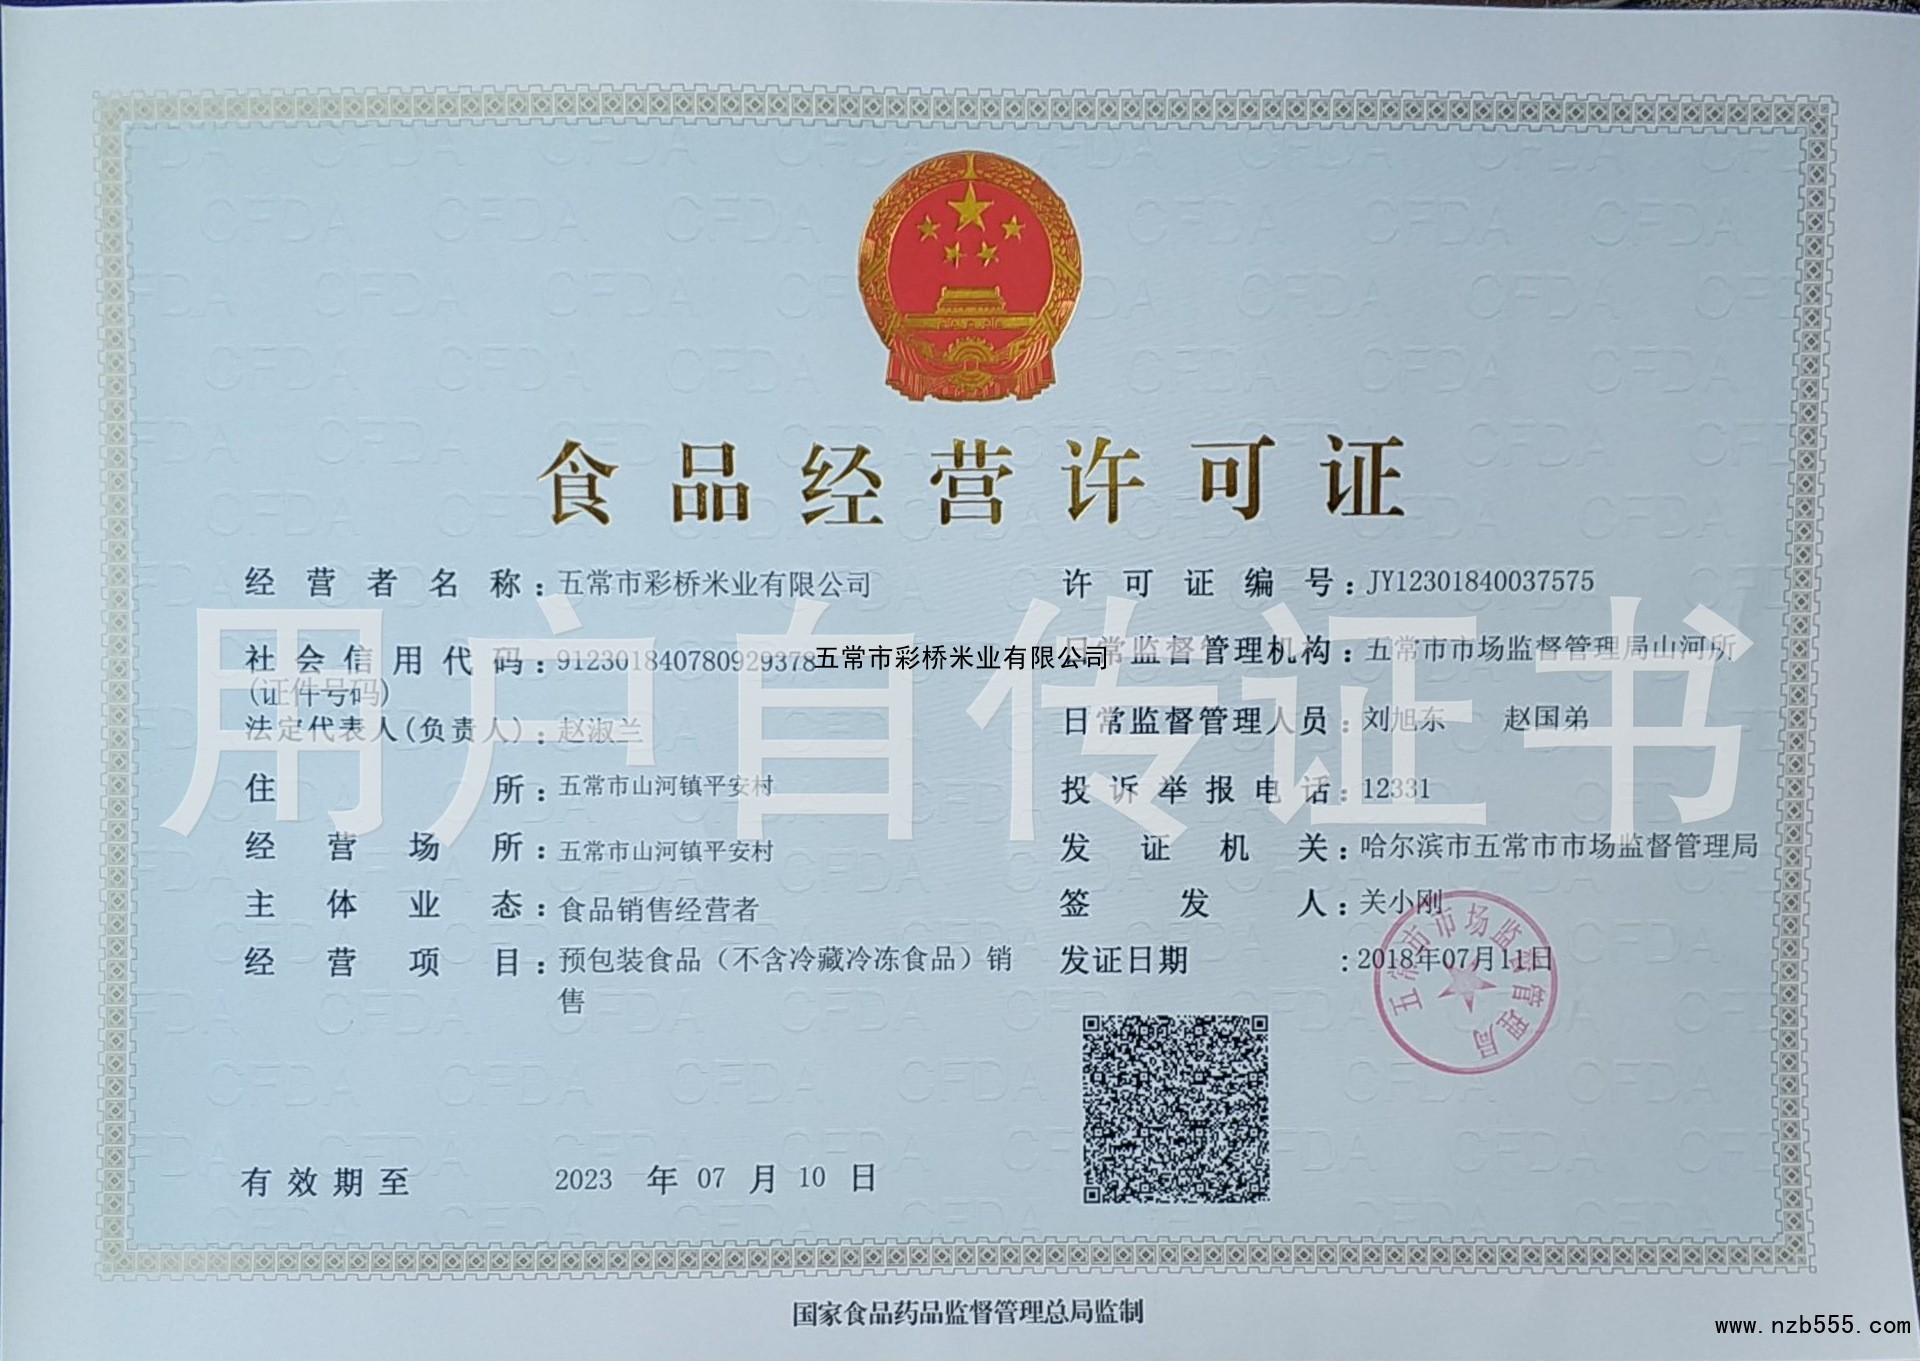 食品经营许可证
经营者名称：五常市彩桥米业有限公司
社会信用代码：912301840780929378
(证件号码)
法定代表人(负责人)：赵淑兰
住所：五常市山河镇平安村
经营场所：五常市山河镇平安村
主体业态：食品销售经营者
经营项目：预包装食品（不含冷藏冷冻食品）销
售
有效期至 2023 年 07 月 10 日
许可证编号：JY12301840037575
日常监督管理机构：五常市市场监督管理局山河所
日常监督管理人员：刘旭东 赵国弟
投诉举报电话：12331
发证机关：哈尔滨市五常市市场监督管理局
签发人：关小刚
发证日期：2018年07月11日
五常市市场监督管理局
国家食品药品监督管理总局监制
用户自传证书
五常市彩桥米业有限公司
www.nzb555.com
CFDA